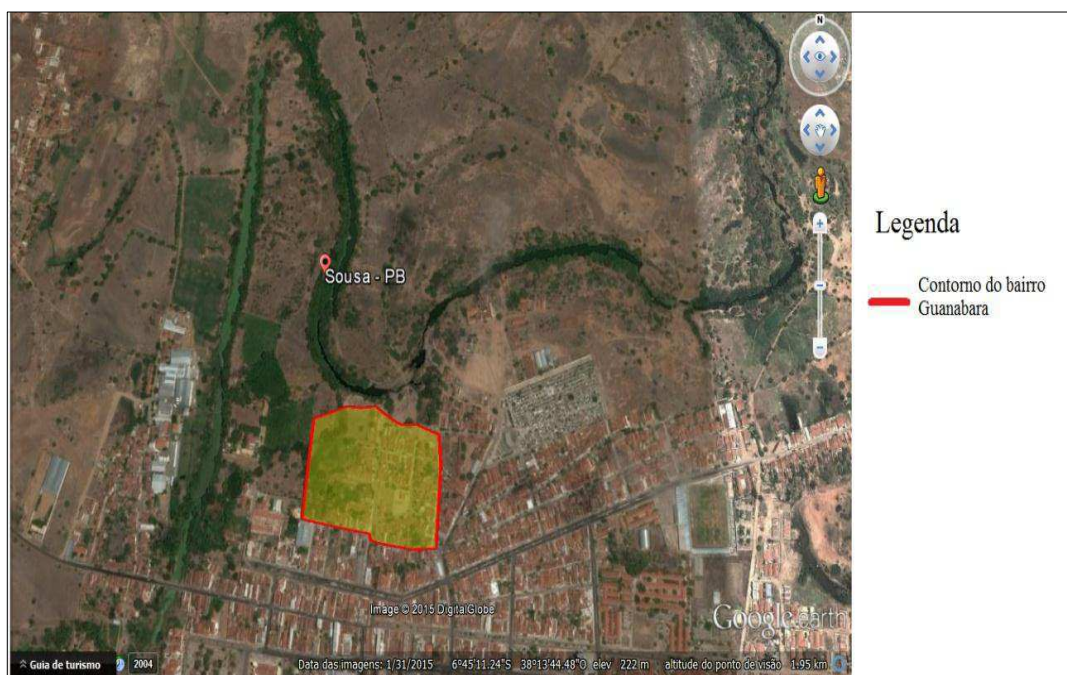 N
Sousa - PB
Legenda
Contorno do bairro
Guanabara
Image © 2015 DigitalGlobe
Google earth
Guia de turismo
2004
Data das imagens: 1/31/2015 6°45'11.24"S 38°13'44.48"O elev 222 m altitude do ponto de visão 1.95 km